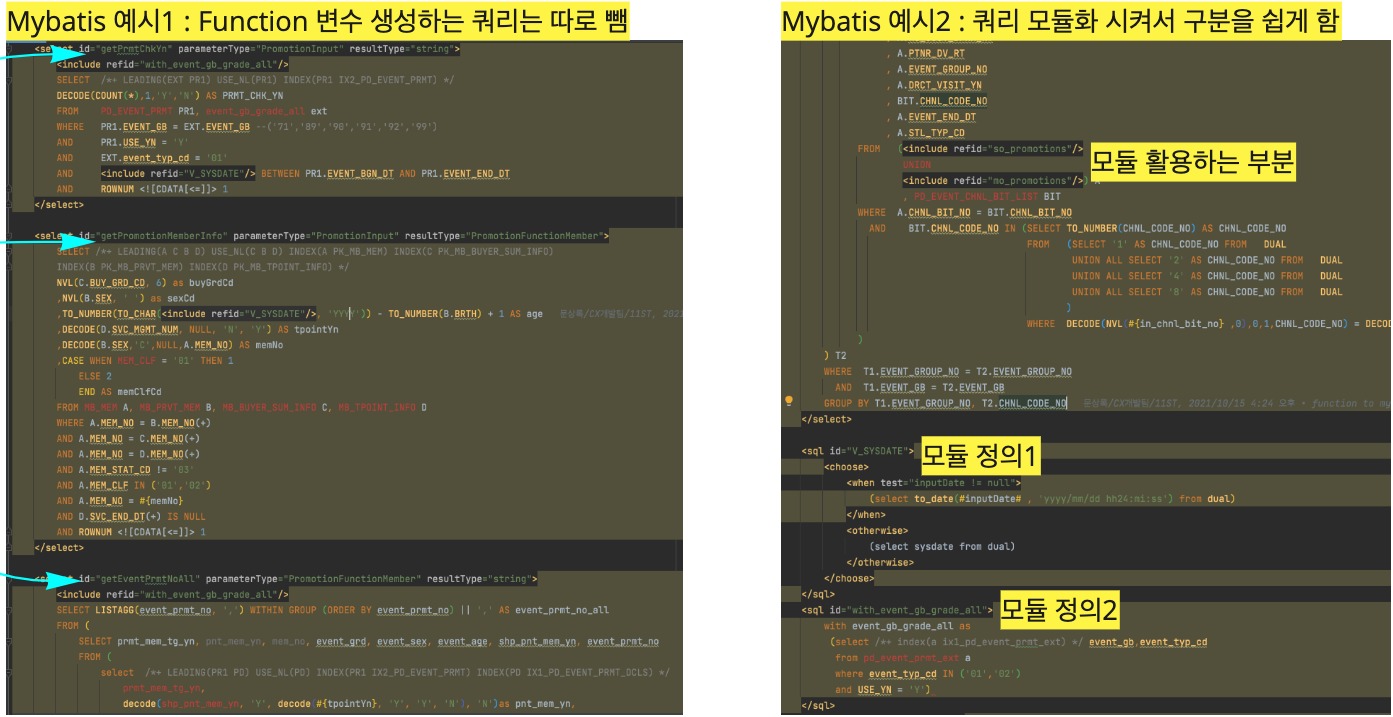 Mybatis 예시1 : Function 변수 생성하는 쿼리는 따로 뺌
<select id="getPrmtChkYn" parameterType="PromotionInput" resultType="string">
<include refid="with_event_gb_grade_all"/>
SELECT /*+ LEADING(EXT PR1) USE_NL(PR1) INDEX(PR1 IX2_PD_EVENT_PRMT) */
DECODE(COUNT(*),1,'Y','N') AS PRMT_CHK_YN
FROM PD_EVENT_PRMT PR1, event_gb_grade_all ext
WHERE PR1.EVENT_GB = EXT.EVENT_GB --('71','89','90','91','92','99')
AND PR1.USE_YN = 'Y'
AND EXT.event_typ_cd = '01'
AND <include refid="V_SYSDATE"/> BETWEEN PR1.EVENT_BGN_DT AND PR1.EVENT_END_DT
AND ROWNUM <![CDATA[<=]]> 1
</select>
<select id="getPromotionMemberInfo" parameterType="PromotionInput" resultType="PromotionFunctionMember">
SELECT /*+ LEADING(A C B D) USE_NL(C B D) INDEX(A PK_MB_MEM) INDEX(C PK_MB_BUYER_SUM_INFO)
INDEX(B PK_MB_PRVT_MEM) INDEX(D PK_MB_TPOINT_INFO) */
NVL(C.BUY_GRD_CD, 6) as buyGrdCd
,NVL(B.SEX, ' ') as sexCd
,TO_NUMBER(TO_CHAR(<include refid="V_SYSDATE"/>, 'YYYY')) - TO_NUMBER(B.BRTH) + 1 AS age 문상록/CX개발팀/11ST, 2021
,DECODE(D.SVC_MGMT_NUM, NULL, 'N', 'Y') AS tpointYn
,DECODE(B.SEX,'C',NULL,A.MEM_NO) AS memNo
,CASE WHEN MEM_CLF = '01' THEN 1
ELSE 2
END AS memClfCd
FROM MB_MEM A, MB_PRVT_MEM B, MB_BUYER_SUM_INFO C, MB_TPOINT_INFO D
WHERE A.MEM_NO = B.MEM_NO(+)
AND A.MEM_NO = C.MEM_NO(+)
AND A.MEM_NO = D.MEM_NO(+)
AND A.MEM_STAT_CD != '03'
AND A.MEM_CLF IN ('01','02')
AND A.MEM_NO = #{memNo}
AND D.SVC_END_DT(+) IS NULL
AND ROWNUM <![CDATA[<=]]> 1
</select>
<select id="getEventPrmtNoAll" parameterType="PromotionFunctionMember" resultType="string">
<include refid="with_event_gb_grade_all"/>
SELECT LISTAGG(event_prmt_no, ',') WITHIN GROUP (ORDER BY event_prmt_no) || ',' AS event_prmt_no_all
FROM (
SELECT prmt_mem_tg_yn, pnt_mem_yn, mem_no, event_grd, event_sex, event_age, shp_pnt_mem_yn, event_prmt_no
FROM (
select /*+ LEADING(PR1 PD) USE_NL(PD) INDEX(PR1 IX2_PD_EVENT_PRMT) INDEX(PD IX1_PD_EVENT_PRMT_DCLS) */
prmt_mem_tg_yn,
decode(shp_pnt_mem_yn, 'Y', decode(#{tpointYn}, 'Y', 'Y', 'N'), 'N')as pnt_mem_yn,
Mybatis 예시2 : 쿼리 모듈화 시켜서 구분을 쉽게 함
, A.PTNR_DV_RT
, A.EVENT_GROUP_NO
, A.DRCT_VISIT_YN
, BIT.CHNL_CODE_NO
, A.EVENT_END_DT
, A.STL_TYP_CD
FROM (<include refid="so_promotions"/>
모듈 활용하는 부분
UNION
<include refid="mo_promotions"/>) A
, PD_EVENT_CHNL_BIT_LIST BIT
WHERE A.CHNL_BIT_NO = BIT.CHNL_BIT_NO
AND BIT.CHNL_CODE_NO IN (SELECT TO_NUMBER(CHNL_CODE_NO) AS CHNL_CODE_NO
FROM (SELECT '1' AS CHNL_CODE_NO FROM DUAL
UNION ALL SELECT '2' AS CHNL_CODE_NO FROM DUAL
UNION ALL SELECT '4' AS CHNL_CODE_NO FROM DUAL
UNION ALL SELECT '8' AS CHNL_CODE_NO FROM DUAL
)
WHERE DECODE(NVL(#{in_chnl_bit_no} ,0),0,1,CHNL_CODE_NO) = DECO
)
) T2
WHERE T1.EVENT_GROUP_NO = T2.EVENT_GROUP_NO
AND T1.EVENT_GB = T2.EVENT_GB
GROUP BY T1.EVENT_GROUP_NO, T2.CHNL_CODE_NO 문상록/CX개발팀/11ST, 2021/10/15 4:24 오후 • function to my
</select>
<sql id="V_SYSDATE"> 모듈 정의1
<choose>
<when test="inputDate != null">
(select to_date(#inputDate# , 'yyyy/mm/dd hh24:mi:ss') from dual)
</when>
<otherwise>
(select sysdate from dual)
</otherwise>
</choose>
</sql>
<sql id="with_event_gb_grade_all"> 모듈 정의2
with event_gb_grade_all as
(select /*+ index(a ix1_pd_event_prmt_ext) */ event_gb,event_typ_cd
from pd_event_prmt_ext a
where event_typ_cd IN ('01','02')
and USE_YN = 'Y')
</sql>